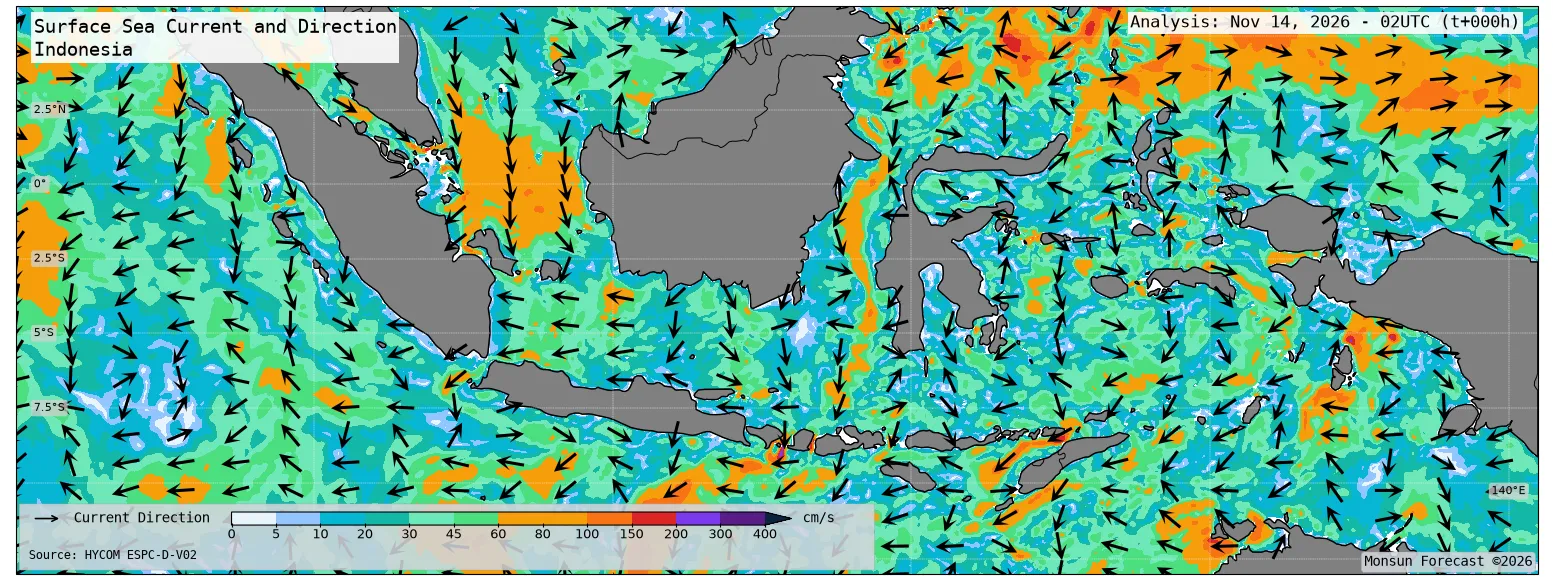 Surface Sea Current and Direction
Indonesia
Analysis: Nov 14, 2026 - 02UTC (t+000h)
2.5°N
0°
2.5°S
5°S
7.5°S
140°E
Current Direction
0 5 10 20 30 45 60 80 100 150 200 300 400
cm/s
Source: HYCOM ESPC-D-V02
Monsun Forecast ©2026